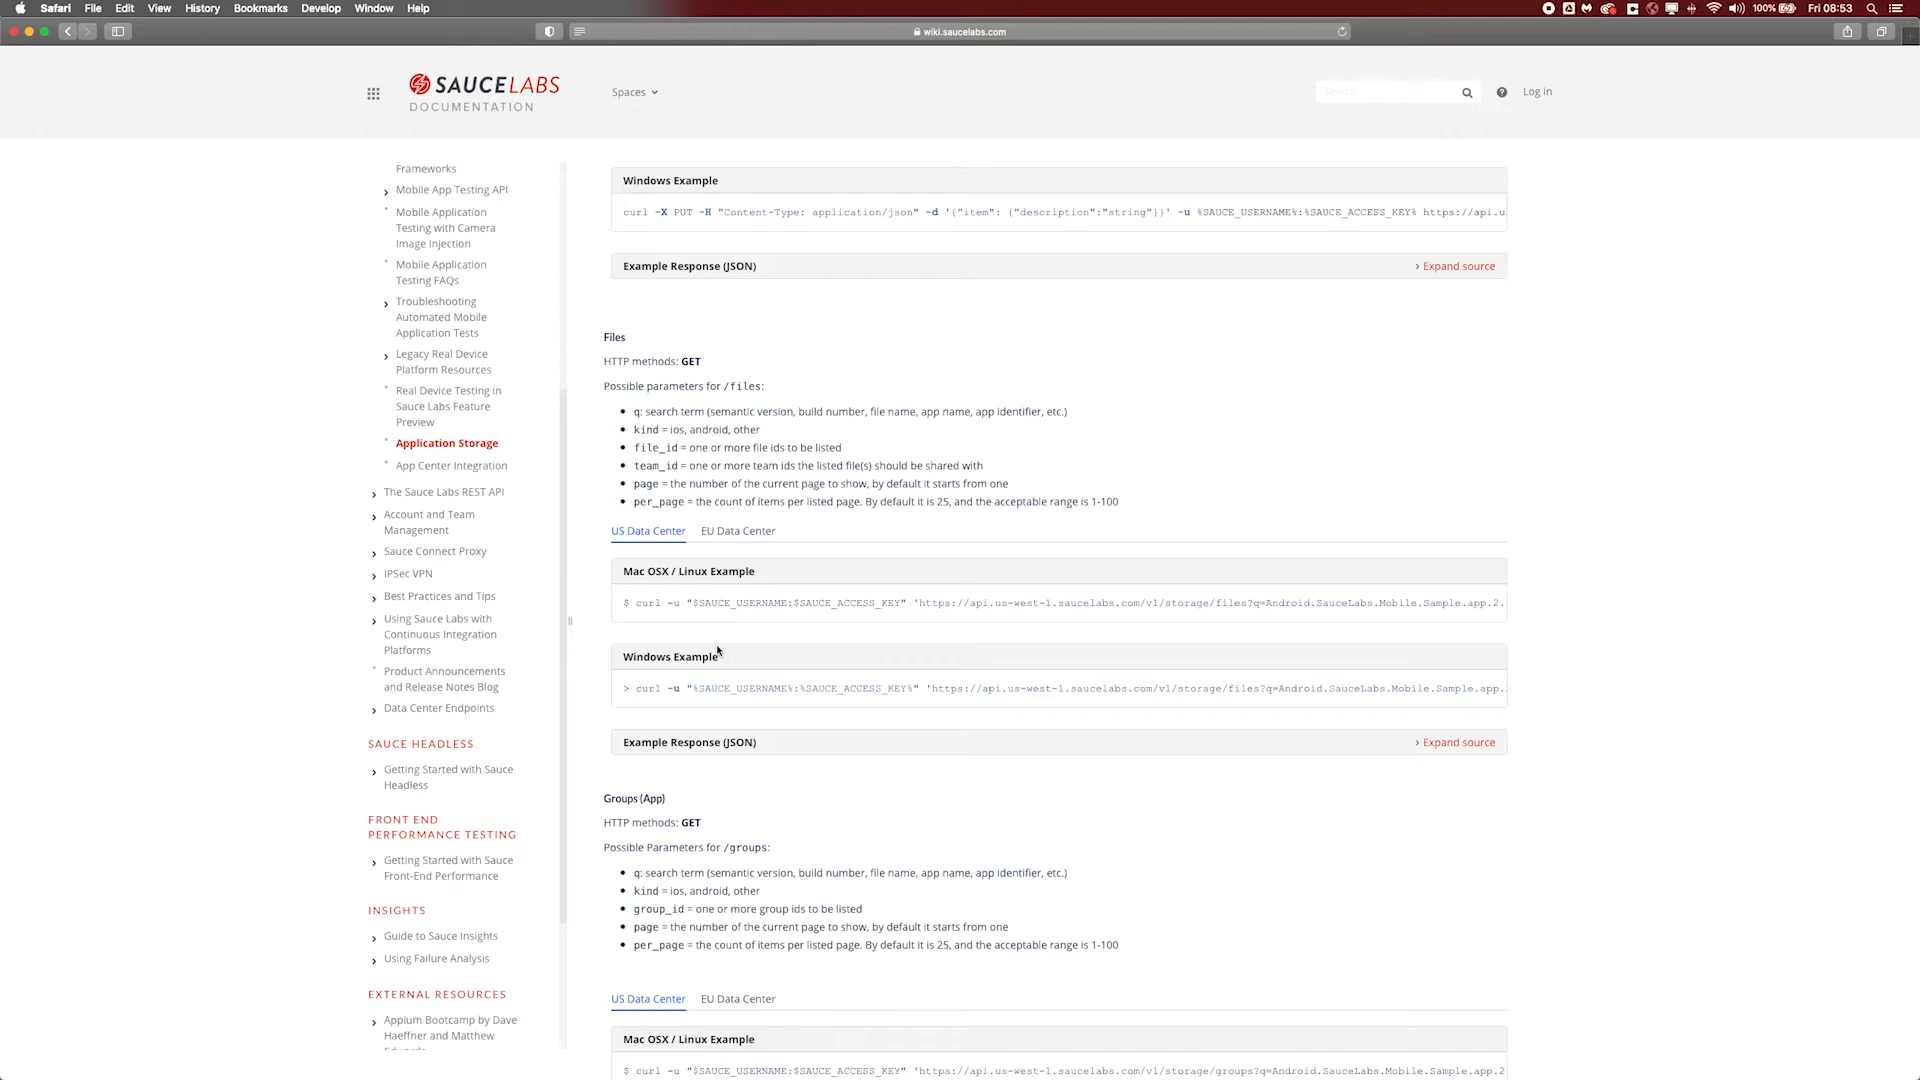 Safari File Edit View History Bookmarks Develop Window Help
100% Fri 08:53
wiki.saucelabs.com
SAUCELABS
DOCUMENTATION
Spaces
Search
Log in
Frameworks
Mobile App Testing API
Mobile Application
Testing with Camera
Image Injection
Mobile Application
Testing FAQs
Troubleshooting
Automated Mobile
Application Tests
Legacy Real Device
Platform Resources
Real Device Testing in
Sauce Labs Feature
Preview
Application Storage
App Center Integration
The Sauce Labs REST API
Account and Team
Management
Sauce Connect Proxy
IPSec VPN
Best Practices and Tips
Using Sauce Labs with
Continuous Integration
Platforms
Product Announcements
and Release Notes Blog
Data Center Endpoints
SAUCE HEADLESS
Getting Started with Sauce
Headless
FRONT END
PERFORMANCE TESTING
Getting Started with Sauce
Front-End Performance
INSIGHTS
Guide to Sauce Insights
Using Failure Analysis
EXTERNAL RESOURCES
Appium Bootcamp by Dave
Haeffner and Matthew
Windows Example
curl -X PUT -H "Content-Type: application/json" -d '{"item": {"description":"string"}}' -u %SAUCE_USERNAME%:%SAUCE_ACCESS_KEY% https://api.u
Example Response (JSON) › Expand source
Files
HTTP methods: GET
Possible parameters for /files:
• q: search term (semantic version, build number, file name, app name, app identifier, etc.)
• kind = ios, android, other
• file_id = one or more file ids to be listed
• team_id = one or more team ids the listed file(s) should be shared with
• page = the number of the current page to show, by default it starts from one
• per_page = the count of items per listed page. By default it is 25, and the acceptable range is 1-100
US Data Center EU Data Center
Mac OSX / Linux Example
$ curl -u "$SAUCE_USERNAME:$SAUCE_ACCESS_KEY" 'https://api.us-west-1.saucelabs.com/v1/storage/files?q=Android.SauceLabs.Mobile.Sample.app.2.
Windows Example
> curl -u "%SAUCE_USERNAME%:%SAUCE_ACCESS_KEY%" 'https://api.us-west-1.saucelabs.com/v1/storage/files?q=Android.SauceLabs.Mobile.Sample.app.
Example Response (JSON) › Expand source
Groups (App)
HTTP methods: GET
Possible Parameters for /groups:
• q: search term (semantic version, build number, file name, app name, app identifier, etc.)
• kind = ios, android, other
• group_id = one or more group ids to be listed
• page = the number of the current page to show, by default it starts from one
• per_page = the count of items per listed page. By default it is 25, and the acceptable range is 1-100
US Data Center EU Data Center
Mac OSX / Linux Example
$ curl -u "$SAUCE_USERNAME:$SAUCE_ACCESS_KEY" 'https://api.us-west-1.saucelabs.com/v1/storage/groups?q=Android.SauceLabs.Mobile.Sample.app.2